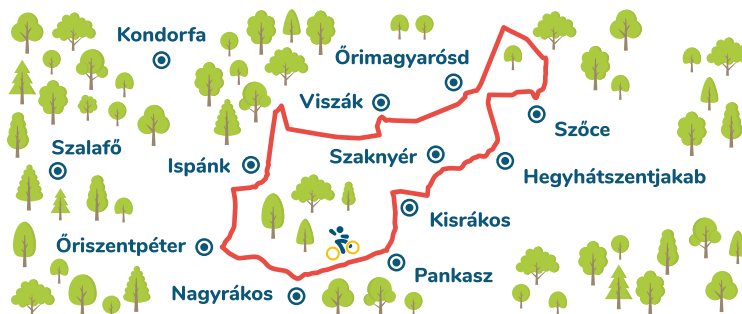 Kondorfa
Őrimagyarósd
Viszák
Szőce
Szalafő
Szaknyér
Ispánk
Hegyhátszentjakab
Kisrákos
Őriszentpéter
Pankasz
Nagyrákos